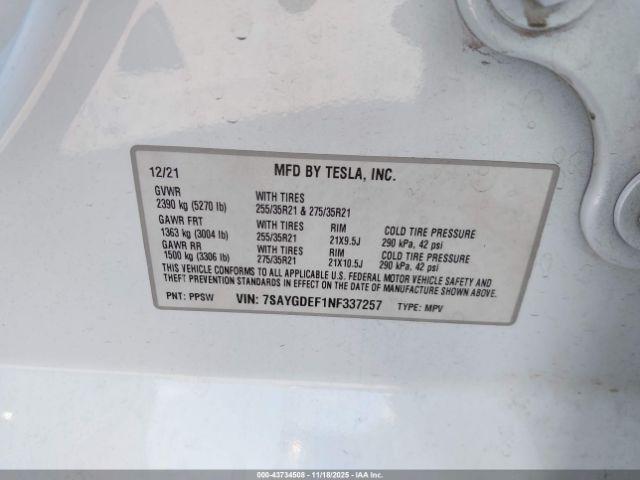 12/21 MFD BY TESLA, INC.
GVWR
2390 kg (5270 lb)
WITH TIRES
255/35R21 & 275/35R21
GAWR FRT
1363 kg (3004 lb)
WITH TIRES
255/35R21
RIM
21X9.5J
COLD TIRE PRESSURE
290 kPa, 42 psi
GAWR RR
1500 kg (3306 lb)
WITH TIRES
275/35R21
RIM
21X10.5J
COLD TIRE PRESSURE
290 kPa, 42 psi
THIS VEHICLE CONFORMS TO ALL APPLICABLE U.S. FEDERAL MOTOR VEHICLE SAFETY AND
THEFT PREVENTION STANDARDS IN EFFECT ON THE DATE OF MANUFACTURE SHOWN ABOVE.
PNT: PPSW VIN: 7SAYGDEF1NF337257 TYPE: MPV
000-43734508 - 11/18/2025 - IAA Inc.